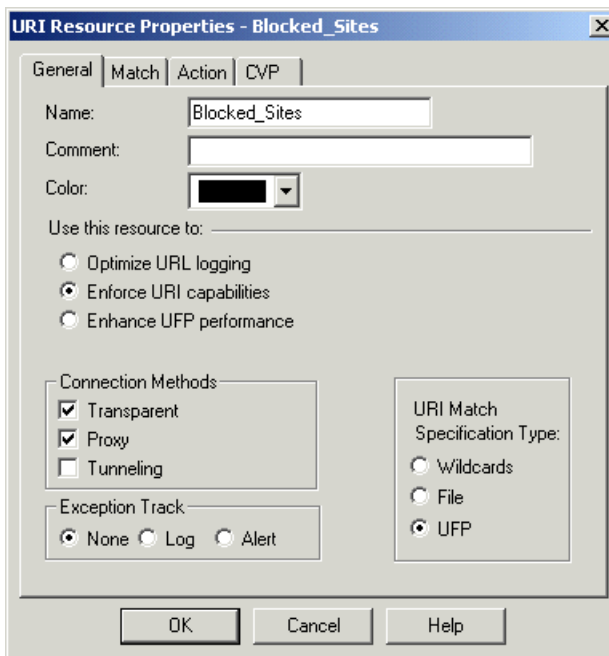 URI Resource Properties - Blocked_Sites
General Match Action CVP
Name: Blocked_Sites
Comment:
Color:
Use this resource to:
Optimize URL logging
Enforce URI capabilities
Enhance UFP performance
Connection Methods
Transparent
Proxy
Tunneling
Exception Track
None Log Alert
URI Match
Specification Type:
Wildcards
File
UFP
OK Cancel Help